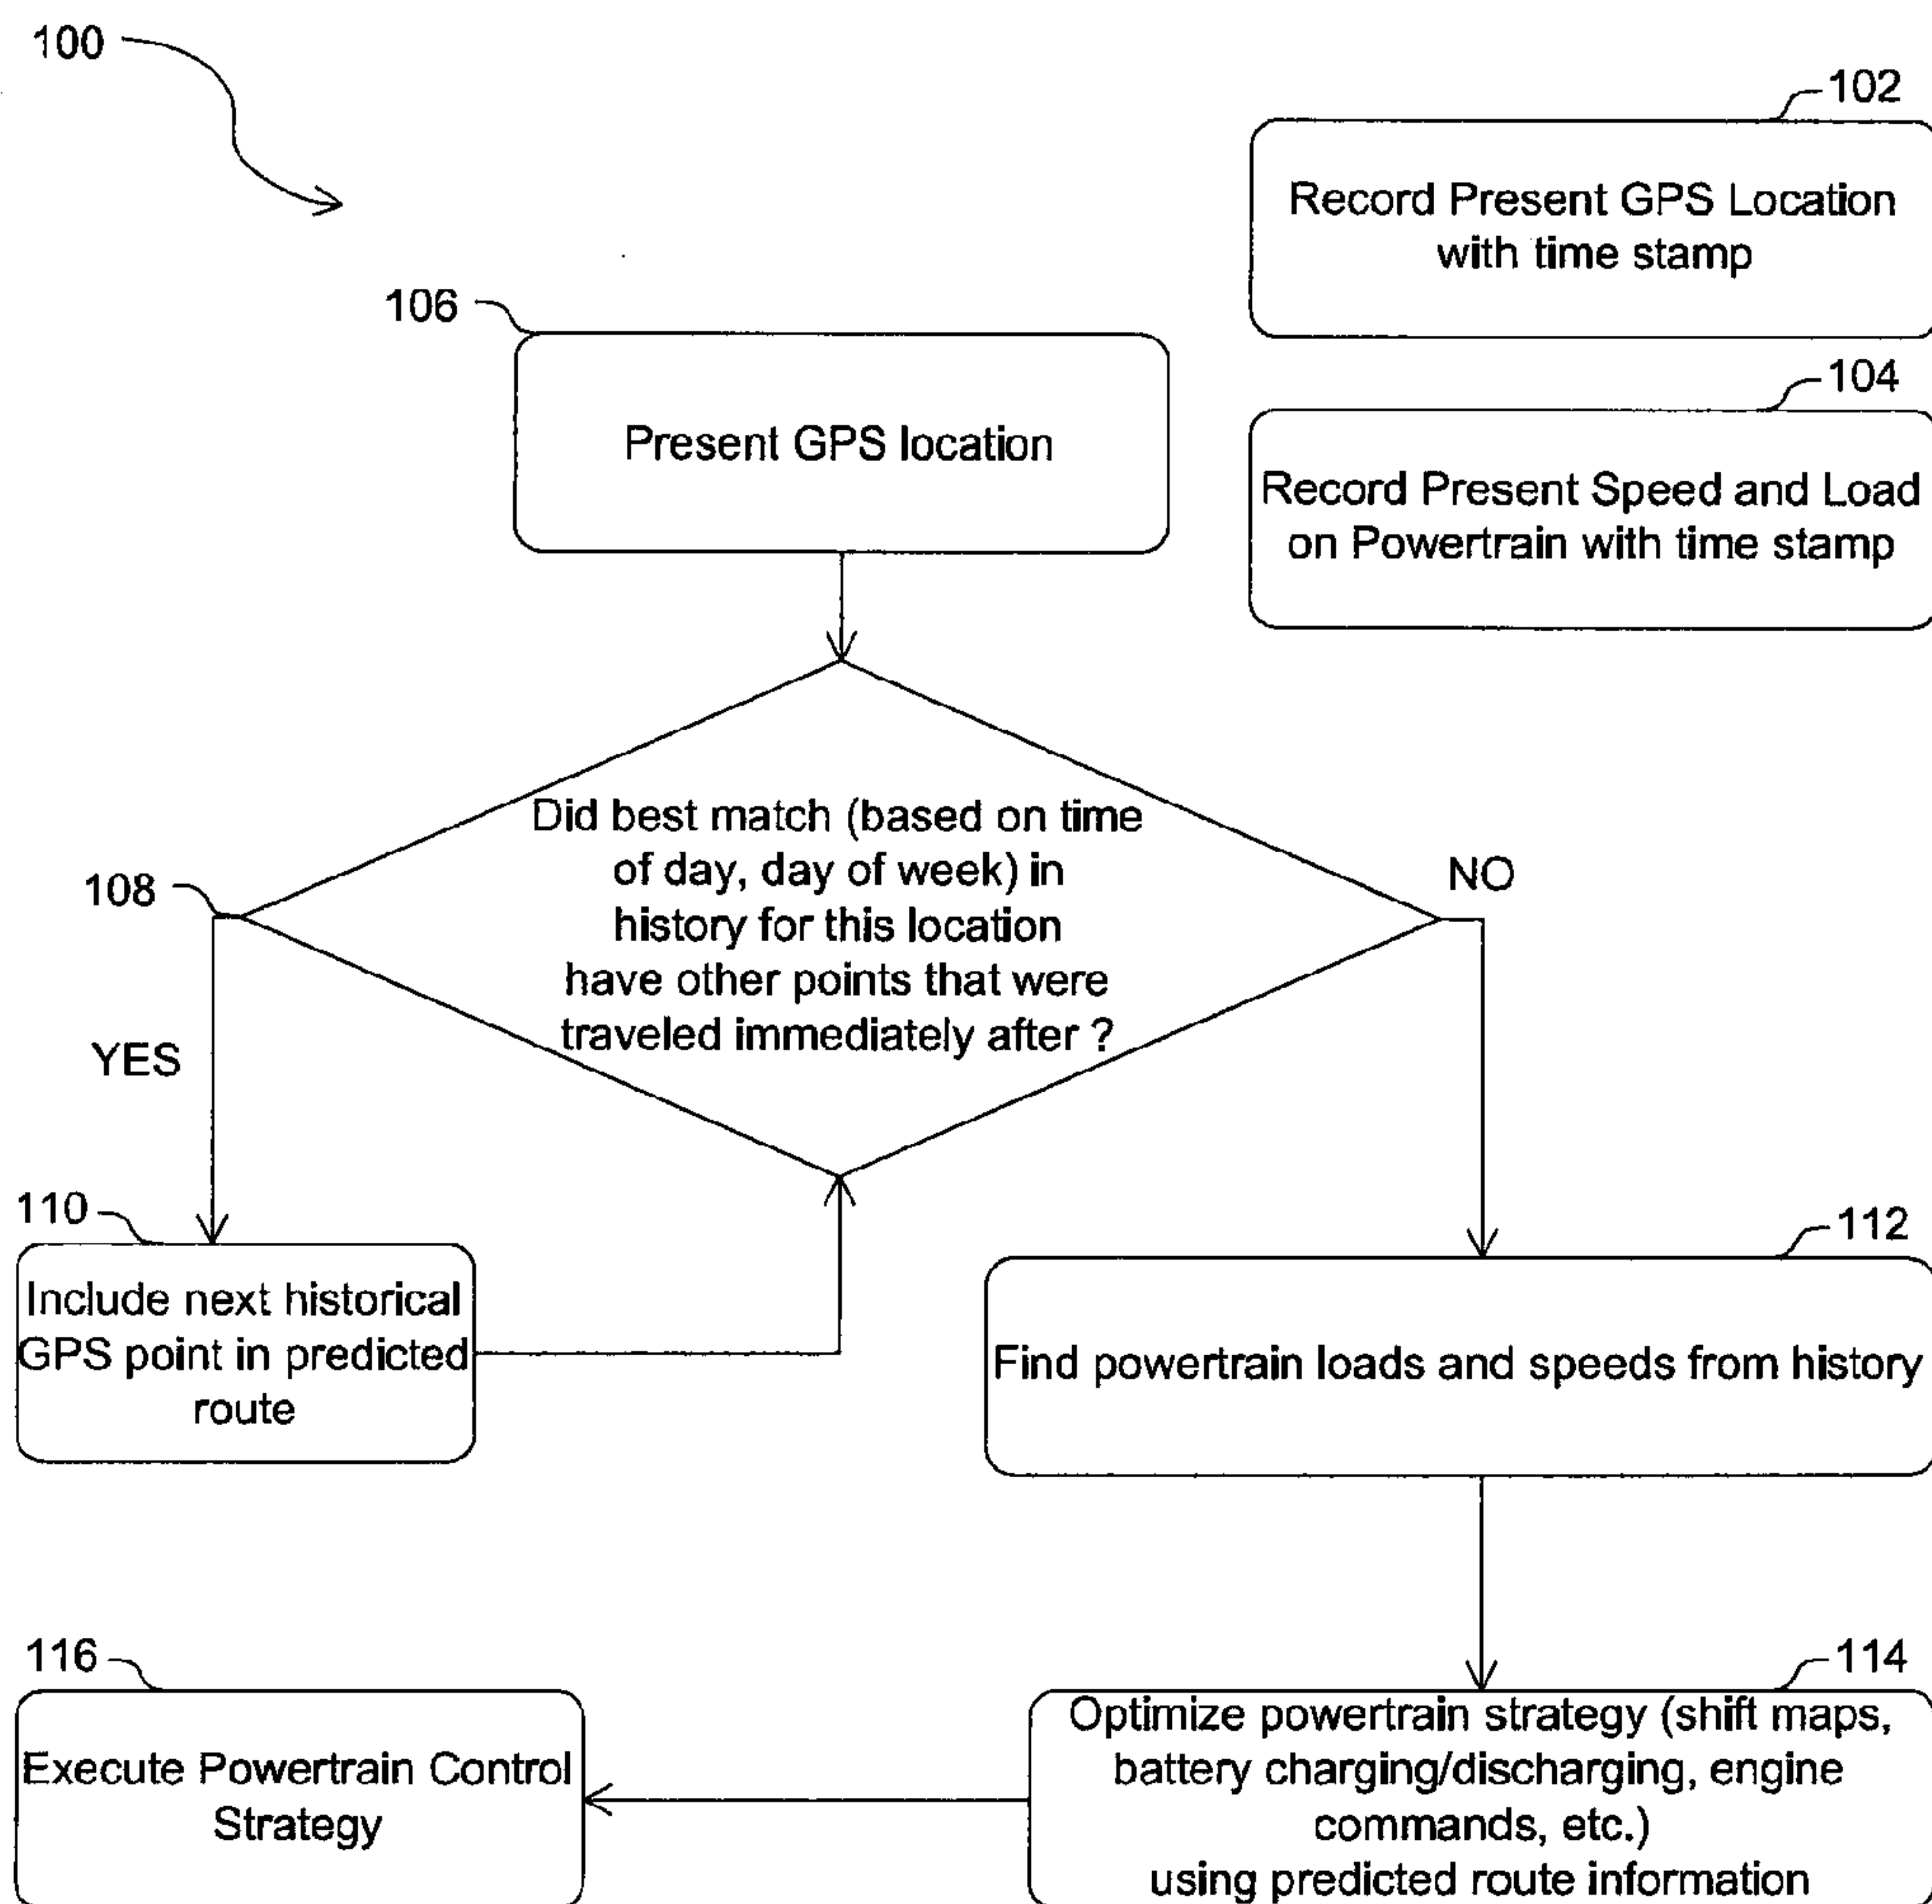 100
102
Record Present GPS Location
with time stamp
106
Present GPS location
104
Record Present Speed and Load
on Powertrain with time stamp
108
Did best match (based on time
of day, day of week) in
history for this location
have other points that were
traveled immediately after ?
NO
YES
110
Include next historical
GPS point in predicted
route
112
Find powertrain loads and speeds from history
116
Execute Powertrain Control
Strategy
114
Optimize powertrain strategy (shift maps,
battery charging/discharging, engine
commands, etc.)
using predicted route information